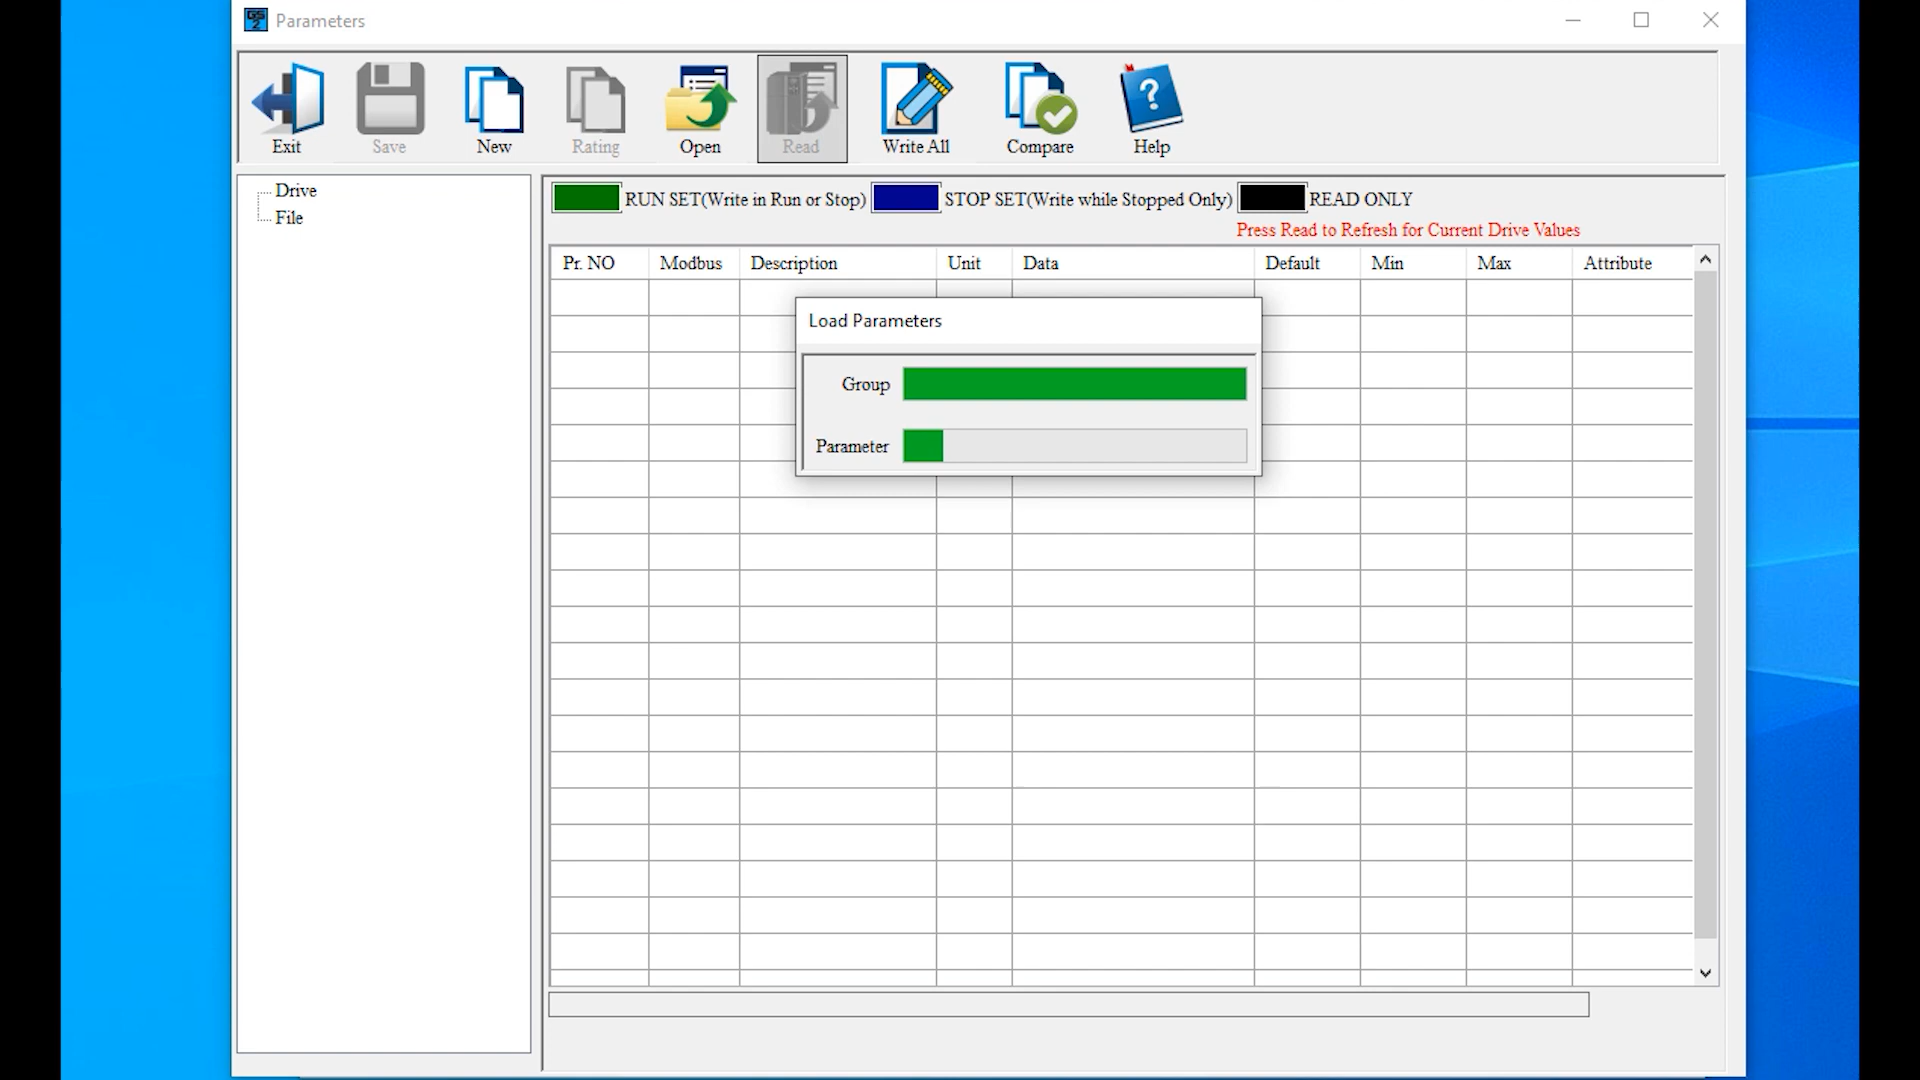 GS
2
Parameters
Exit Save New Rating Open Read Write All Compare Help
Drive
File
RUN SET(Write in Run or Stop) STOP SET(Write while Stopped Only) READ ONLY
Press Read to Refresh for Current Drive Values
Pr. NO Modbus Description Unit Data Default Min Max Attribute
Load Parameters
Group
Parameter